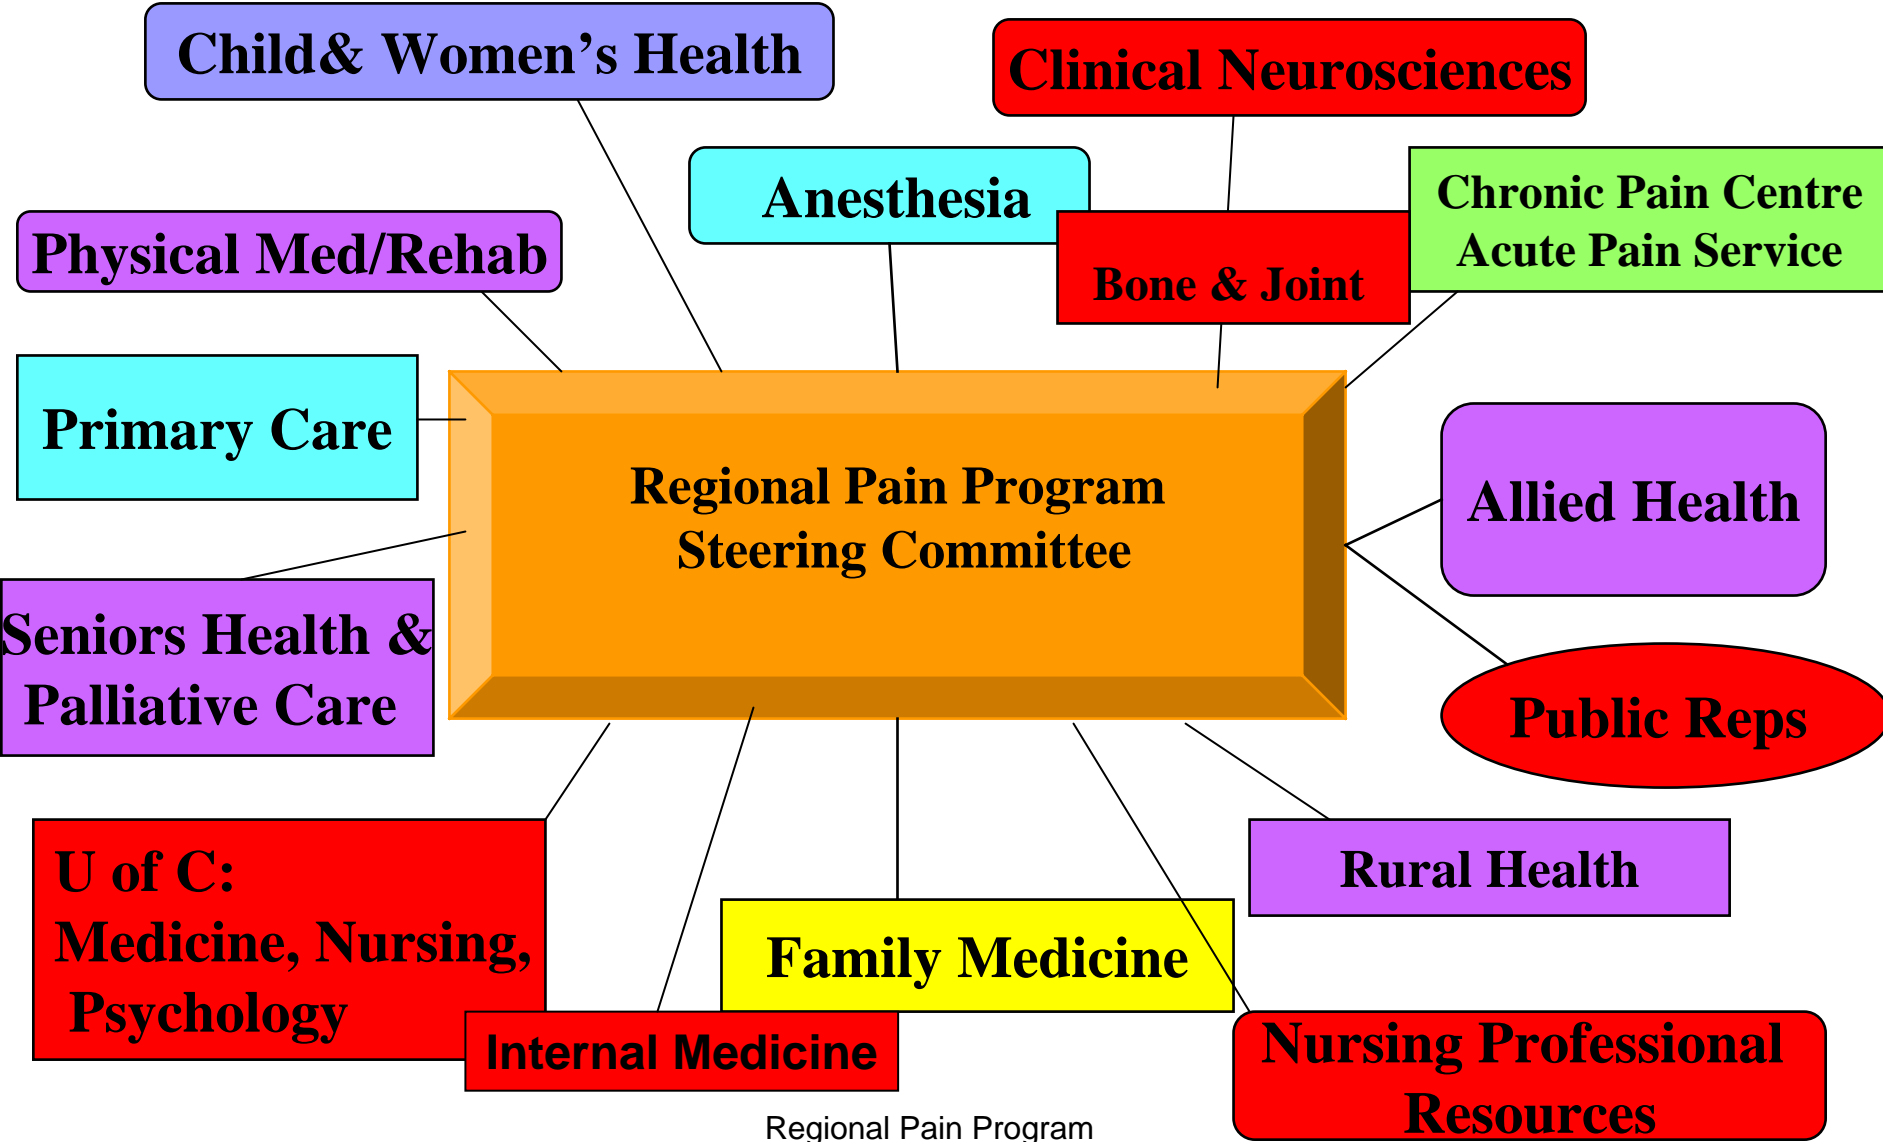 Child& Women’s Health
Clinical Neurosciences
Anesthesia
Chronic Pain Centre
Acute Pain Service
Physical Med/Rehab
Bone & Joint
Primary Care
Regional Pain Program
Steering Committee
Allied Health
Seniors Health &
Palliative Care
Public Reps
U of C:
Medicine, Nursing,
Psychology
Rural Health
Family Medicine
Internal Medicine
Nursing Professional
Resources
Regional Pain Program